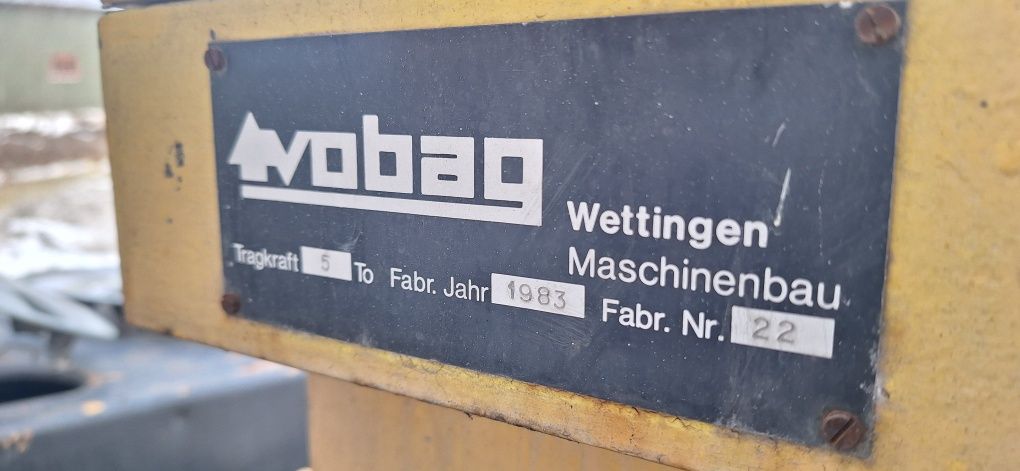 vobag
Wettingen
Maschinenbau
Tragkraft 5 To Fabr. Jahr 1983 Fabr. Nr. 22